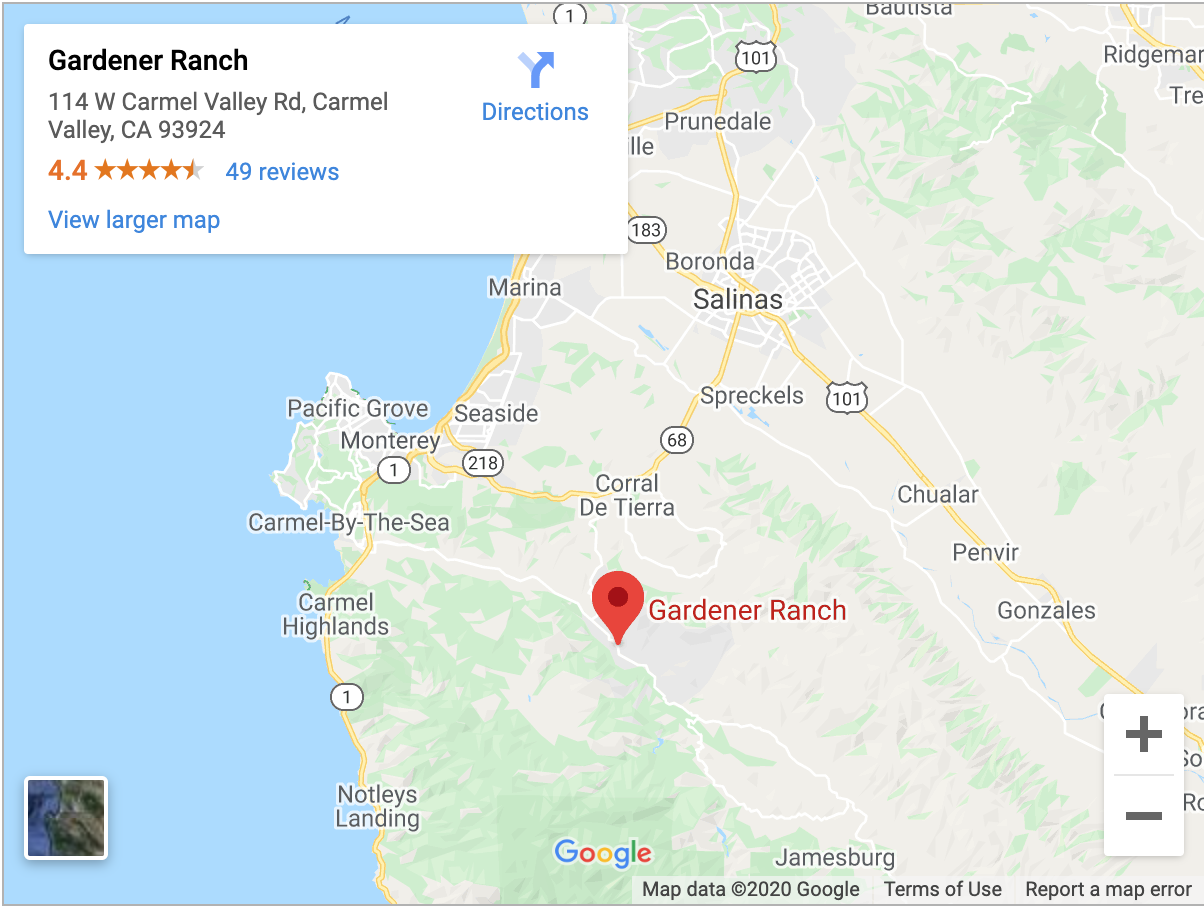 Gardener Ranch
114 W Carmel Valley Rd, Carmel
Valley, CA 93924
4.4
49 reviews
View larger map
Directions
1
Bautista
101
Ridgemar
Tre
Prunedale
lle
183
Boronda
Salinas
Marina
Spreckels
101
Pacific Grove
Seaside
Monterey
68
1
218
Corral
De Tierra
Chualar
Carmel-By-The-Sea
Penvir
Carmel
Highlands
Gardener Ranch
Gonzales
1
Notleys
Landing
So
Google
Jamesburg
Map data ©2020 Google
Terms of Use
Report a map error